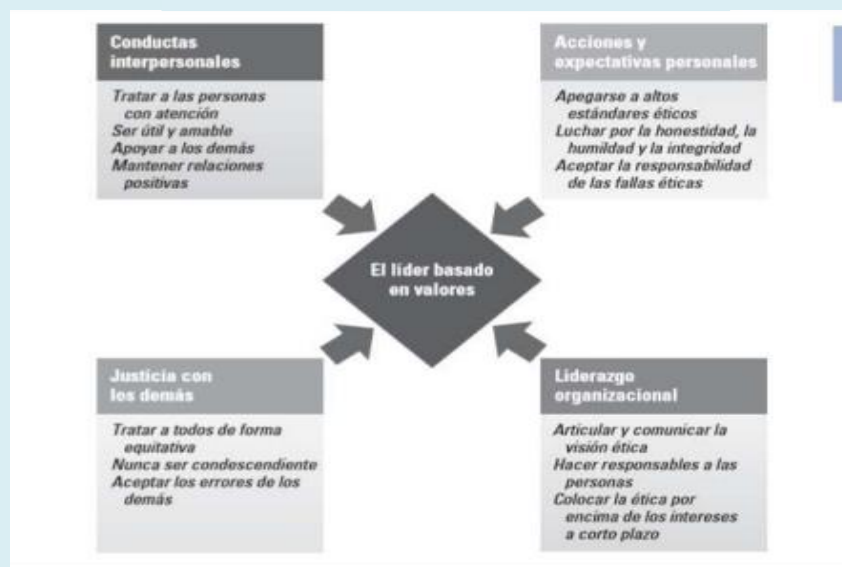 Conductas
interpersonales
Tratar a las personas
con atención
Ser útil y amable
Apoyar a los demás
Mantener relaciones
positivas
Acciones y
expectativas personales
Apegarse a altos
estándares éticos
Luchar por la honestidad, la
humildad y la integridad
Aceptar la responsabilidad
de las fallas éticas
El líder basado
en valores
Justicia con
los demás
Tratar a todos de forma
equitativa
Nunca ser condescendiente
Aceptar los errores de los
demás
Liderazgo
organizacional
Articular y comunicar la
visión ética
Hacer responsables a las
personas
Colocar la ética por
encima de los intereses
a corto plazo